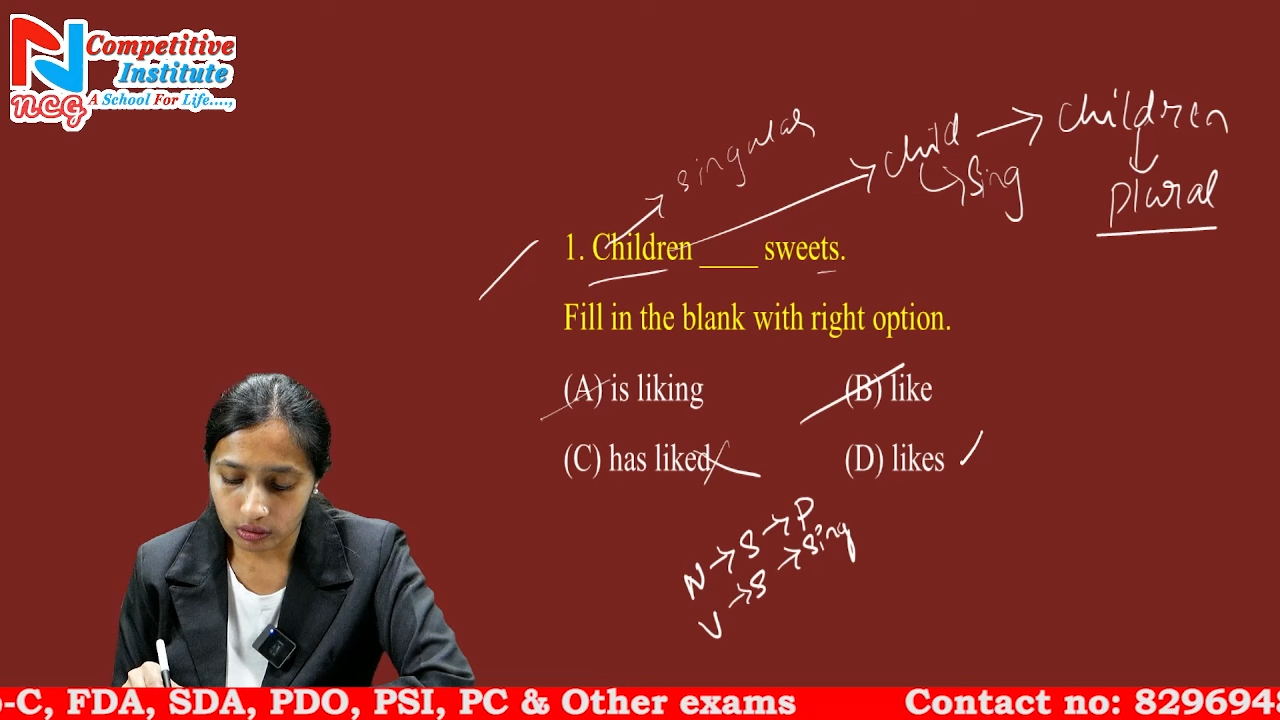 Competitive
Institute
NCG A School For Life....,
singular
child → children
↳ Sing
plural
1. Children ____ sweets.
Fill in the blank with right option.
(A) is liking
(B) like
(C) has liked
(D) likes
N → S → P
V → S → Sing
-C, FDA, SDA, PDO, PSI, PC & Other exams Contact no: 829694